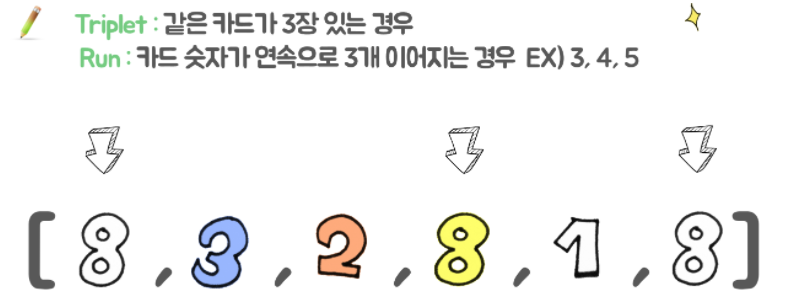 Triplet : 같은 카드가 3장 있는 경우
Run : 카드 숫자가 연속으로 3개 이어지는 경우 EX) 3, 4, 5
[ 8 , 3 , 2 , 8 , 1 , 8 ]